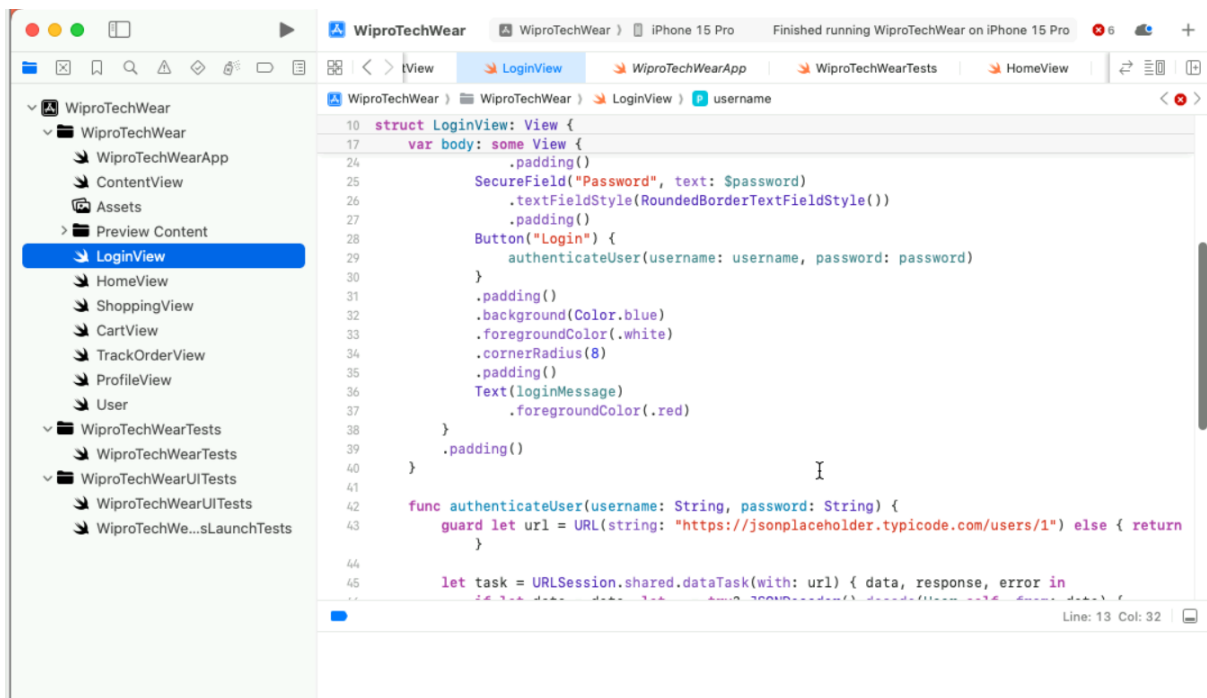 WiproTechWear
WiproTechWear
iPhone 15 Pro
Finished running WiproTechWear on iPhone 15 Pro
6
tView
LoginView
WiproTechWearApp
WiproTechWearTests
HomeView
WiproTechWear
WiproTechWear
LoginView
P username
WiproTechWear
WiproTechWear
WiproTechWearApp
ContentView
Assets
Preview Content
LoginView
HomeView
ShoppingView
CartView
TrackOrderView
ProfileView
User
WiproTechWearTests
WiproTechWearTests
WiproTechWearUITests
WiproTechWearUITests
WiproTechWe...sLaunchTests
10 struct LoginView: View {
17 var body: some View {
24 .padding()
25 SecureField("Password", text: $password)
26 .textFieldStyle(RoundedBorderTextFieldStyle())
27 .padding()
28 Button("Login") {
29 authenticateUser(username: username, password: password)
30 }
31 .padding()
32 .background(Color.blue)
33 .foregroundColor(.white)
34 .cornerRadius(8)
35 .padding()
36 Text(loginMessage)
37 .foregroundColor(.red)
38 }
39 .padding()
40 }
41
42 func authenticateUser(username: String, password: String) {
43 guard let url = URL(string: "https://jsonplaceholder.typicode.com/users/1") else { return
}
44
45 let task = URLSession.shared.dataTask(with: url) { data, response, error in
Line: 13 Col: 32